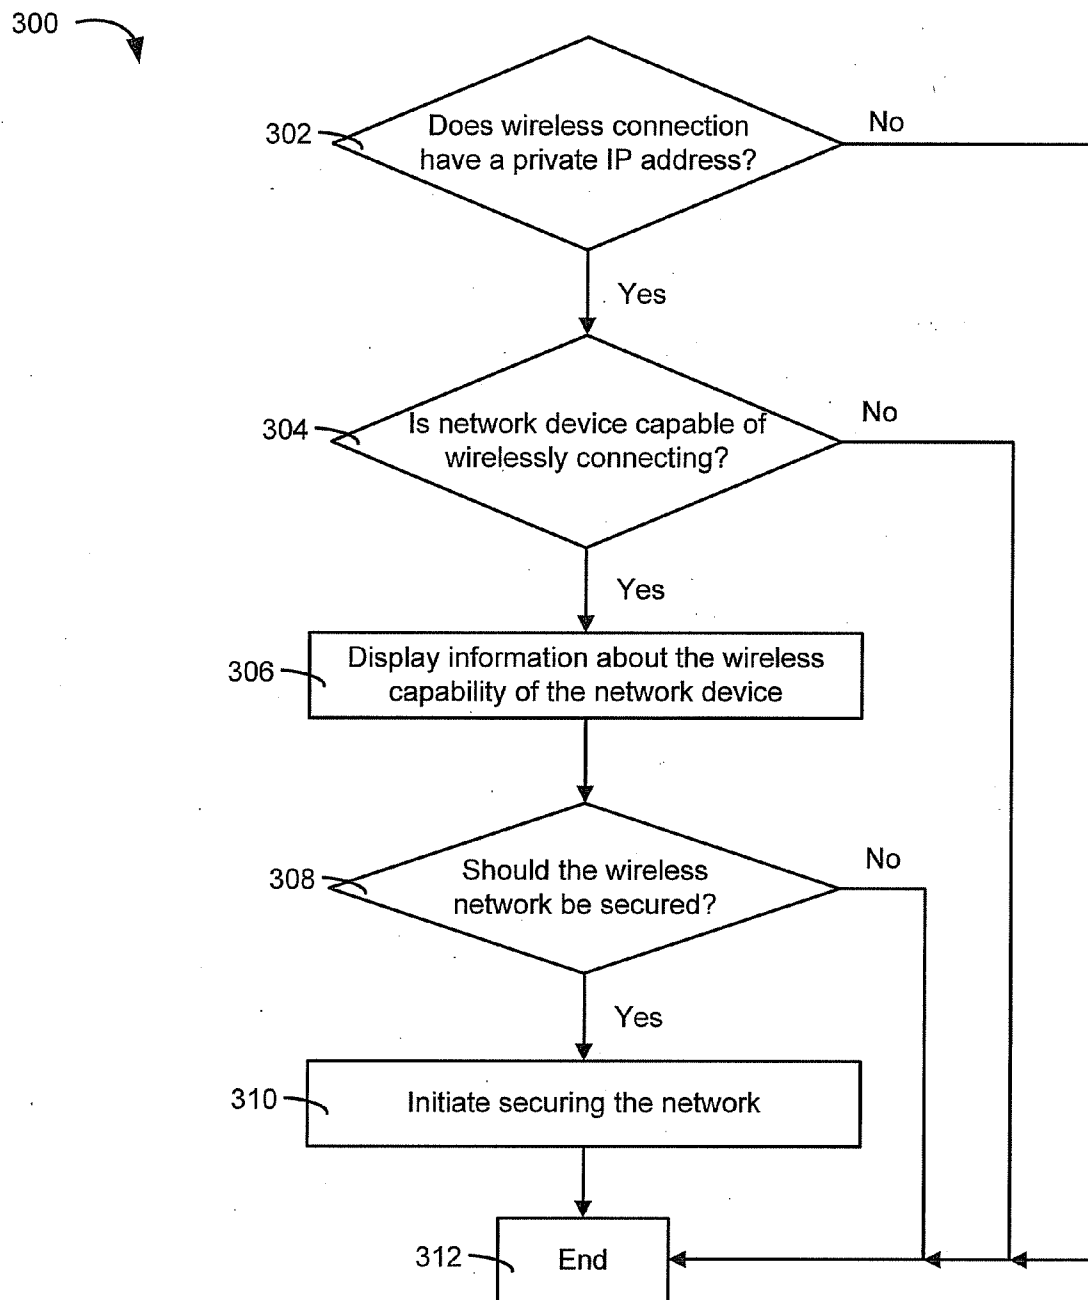 300
302
Does wireless connection
have a private IP address?
No
Yes
304
Is network device capable of
wirelessly connecting?
No
Yes
306
Display information about the wireless
capability of the network device
308
Should the wireless
network be secured?
No
Yes
310
Initiate securing the network
312
End